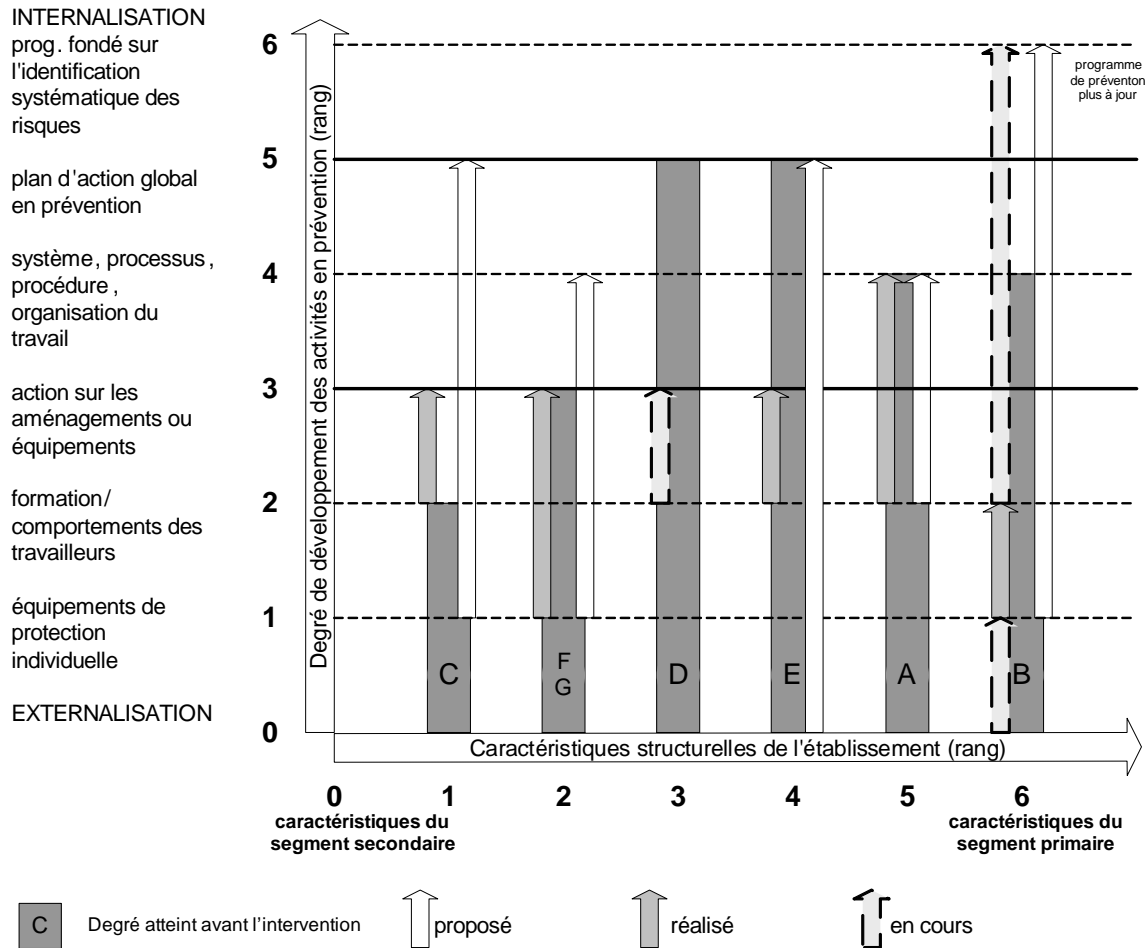 INTERNALISATION
prog. fondé sur
l'identification
systématique des
risques
plan d'action global
en prévention
système, processus,
procédure,
organisation du
travail
action sur les
aménagements ou
équipements
formation/
comportements des
travailleurs
équipements de
protection
individuelle
EXTERNALISATION
Degré de développement des activités en prévention (rang)
6
5
4
3
2
1
0
programme
de préventon
plus à jour
C
F
G
D
E
A
B
Caractéristiques structurelles de l'établissement (rang)
0 1 2 3 4 5 6
caractéristiques du
segment secondaire
caractéristiques du
segment primaire
C Degré atteint avant l'intervention proposé réalisé en cours